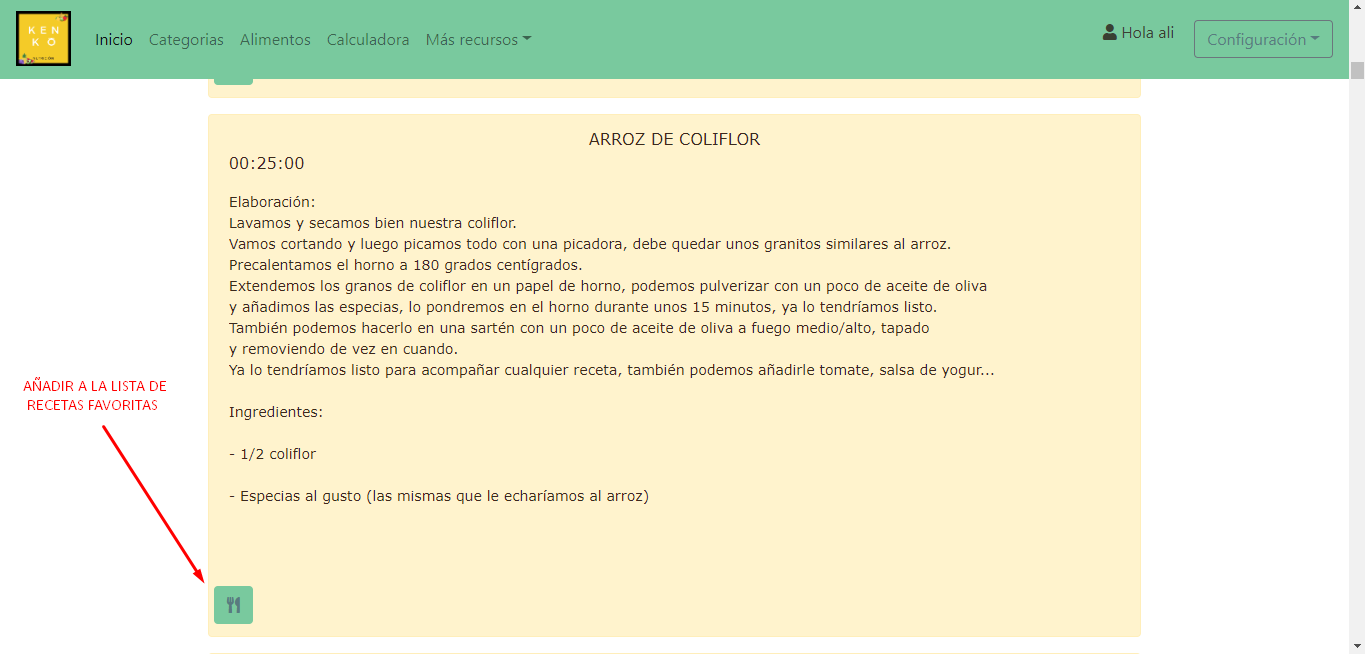 KEN
KO
Inicio Categorias Alimentos Calculadora Más recursos Hola ali Configuración
ARROZ DE COLIFLOR
00:25:00
Elaboración:
Lavamos y secamos bien nuestra coliflor.
Vamos cortando y luego picamos todo con una picadora, debe quedar unos granitos similares al arroz.
Precalentamos el horno a 180 grados centígrados.
Extendemos los granos de coliflor en un papel de horno, podemos pulverizar con un poco de aceite de oliva
y añadimos las especias, lo pondremos en el horno durante unos 15 minutos, ya lo tendríamos listo.
También podemos hacerlo en una sartén con un poco de aceite de oliva a fuego medio/alto, tapado
y removiendo de vez en cuando.
Ya lo tendríamos listo para acompañar cualquier receta, también podemos añadirle tomate, salsa de yogur...
AÑADIR A LA LISTA DE
RECETAS FAVORITAS
Ingredientes:
- 1/2 coliflor
- Especias al gusto (las mismas que le echaríamos al arroz)